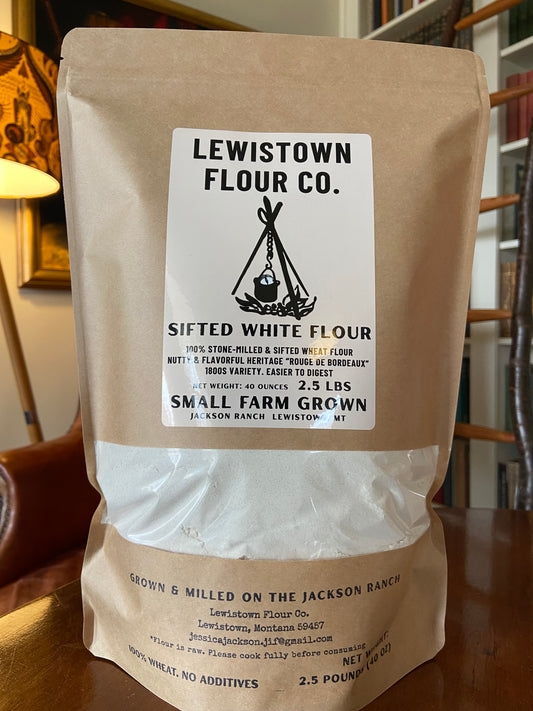 LEWISTOWN
FLOUR CO.
SIFTED WHITE FLOUR
100% STONE-MILLED & SIFTED WHEAT FLOUR
NUTTY & FLAVORFUL HERITAGE "ROUGE DE BORDEAUX"
1800S VARIETY. EASIER TO DIGEST
NET WEIGHT: 40 OUNCES 2.5 LBS
SMALL FARM GROWN
JACKSON RANCH LEWISTOWN, MT
GROWN & MILLED ON THE JACKSON RANCH
Lewistown Flour Co.
Lewistown, Montana 59457
jessicajackson.jif@gmail.com
*Flour is raw. Please cook fully before consuming
100% WHEAT. NO ADDITIVES
NET WEIGHT:
2.5 POUNDS (40 OZ)